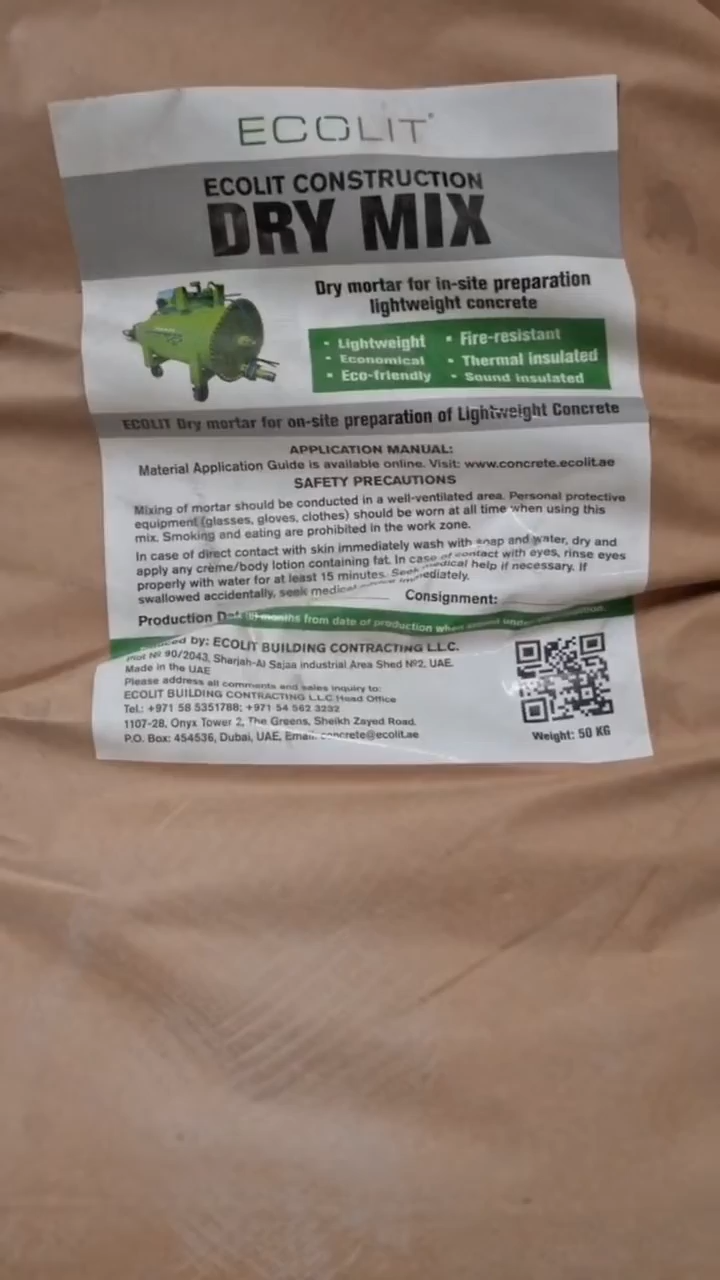 ECOLIT
ECOLIT CONSTRUCTION
DRY MIX
Dry mortar for in-site preparation
lightweight concrete
• Lightweight
• Economical
• Eco-friendly
• Fire-resistant
• Thermal insulated
• Sound insulated
ECOLIT Dry mortar for on-site preparation of Lightweight Concrete
APPLICATION MANUAL:
Material Application Guide is available online. Visit: www.concrete.ecolit.ae
SAFETY PRECAUTIONS
Mixing of mortar should be conducted in a well-ventilated area. Personal protective
equipment (glasses, gloves, clothes) should be worn at all time when using this
mix. Smoking and eating are prohibited in the work zone.
In case of direct contact with skin immediately wash with soap and water, dry and
apply any crème/body lotion containing fat. In case of contact with eyes, rinse eyes
properly with water for at least 15 minutes. Seek medical help if necessary. If
swallowed accidentally, seek medical advice immediately.
Consignment:
Production
months from date of production when
by: ECOLIT BUILDING CONTRACTING L.L.C.
Plot № 90/2043, Sharjah-Al Sajaa industrial Area Shed №2, UAE.
Made in the UAE
Please address all comments and sales inquiry to:
ECOLIT BUILDING CONTRACTING L.L.C Head Office
Tel.: +971 58 5351788; +971 54 562 3232
1107-28, Onyx Tower 2, The Greens, Sheikh Zayed Road.
P.O. Box: 454536, Dubai, UAE, Email: concrete@ecolit.ae
Weight: 50 KG